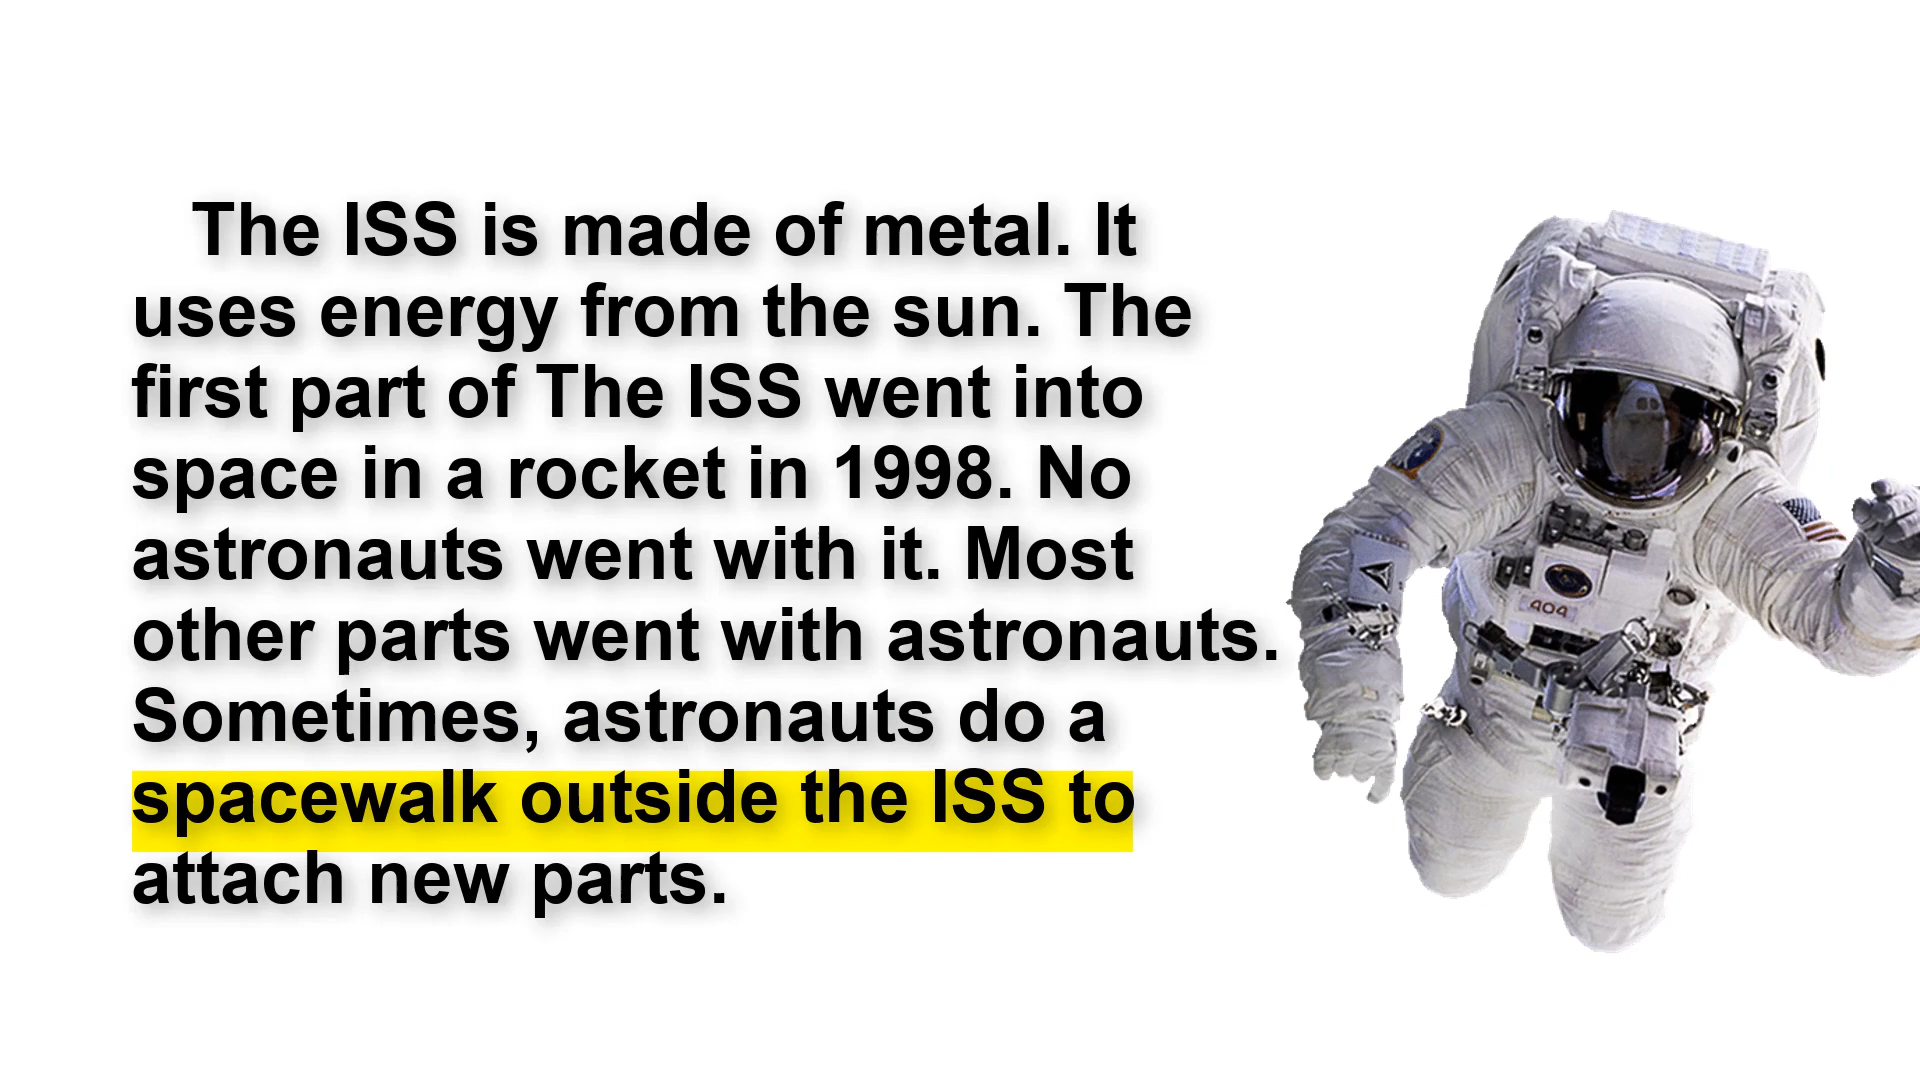 The ISS is made of metal. It
uses energy from the sun. The
first part of The ISS went into
space in a rocket in 1998. No
astronauts went with it. Most
other parts went with astronauts.
Sometimes, astronauts do a
spacewalk outside the ISS to
attach new parts.
404